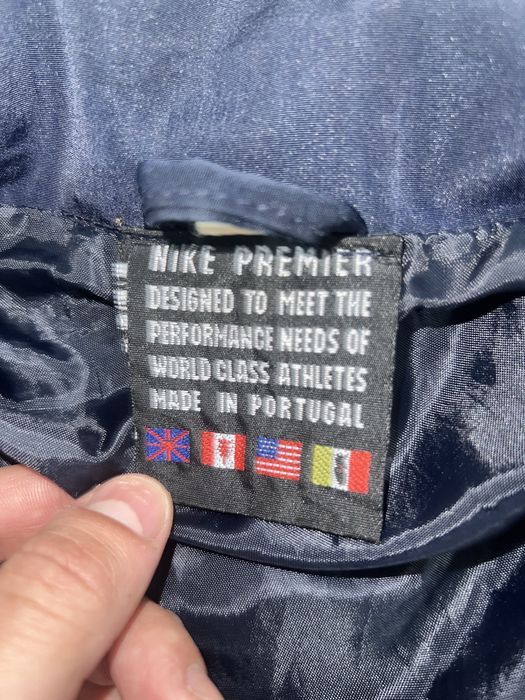 NIKE PREMIER
DESIGNED TO MEET THE
PERFORMANCE NEEDS OF
WORLD CLASS ATHLETES
MADE IN PORTUGAL